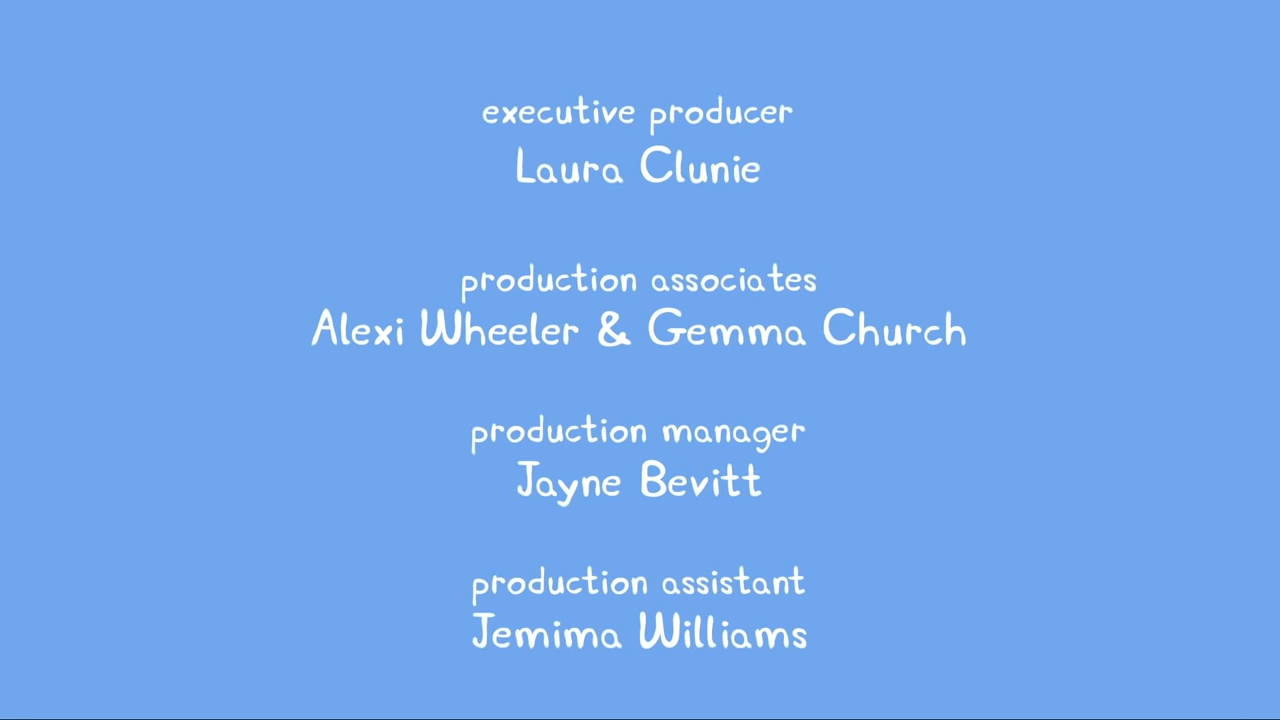 executive producer
Laura Clunie
production associates
Alexi Wheeler & Gemma Church
production manager
Jayne Bevitt
production assistant
Jemima Williams